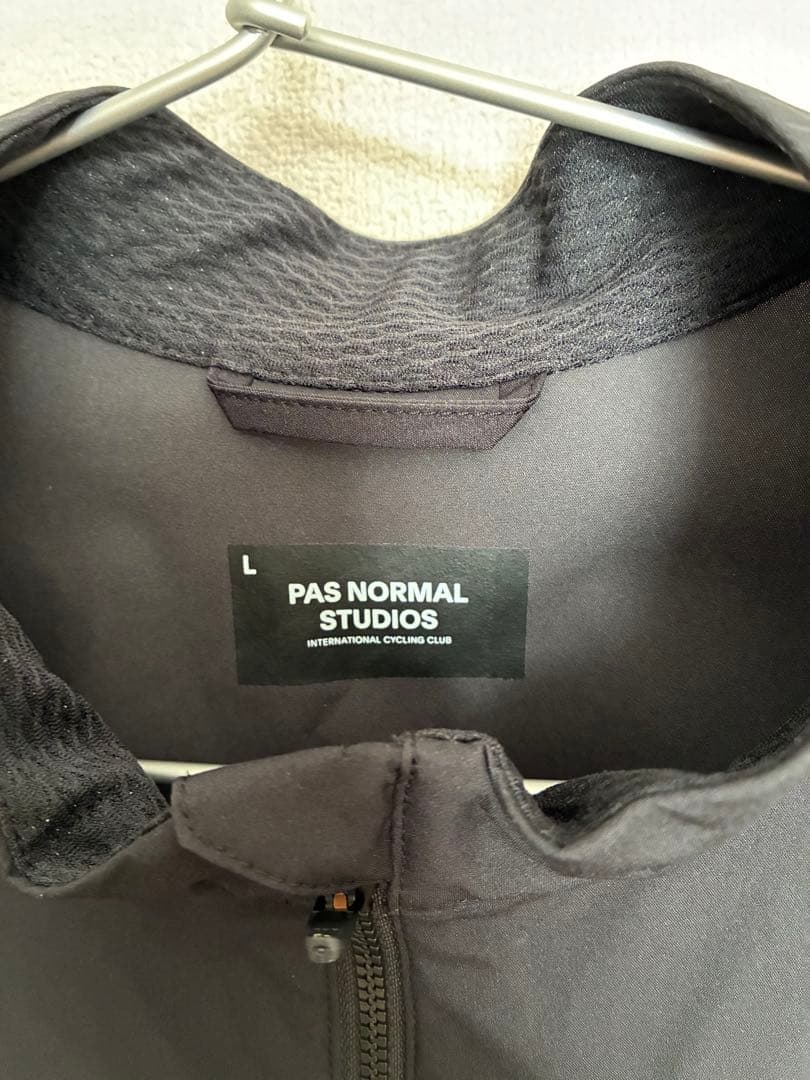 L
PAS NORMAL
STUDIOS
INTERNATIONAL CYCLING CLUB